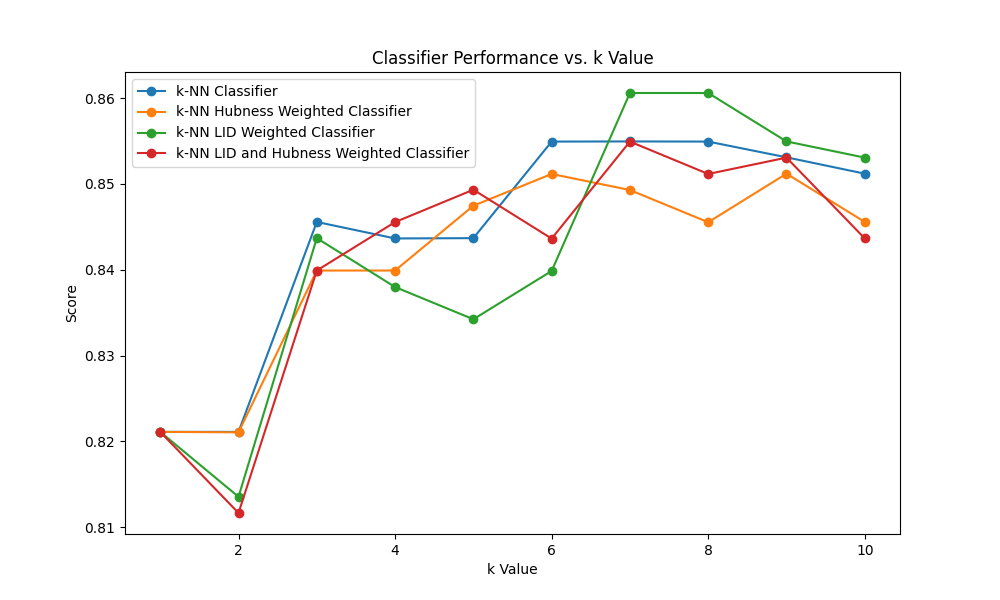 Classifier Performance vs. k Value
k-NN Classifier
k-NN Hubness Weighted Classifier
k-NN LID Weighted Classifier
k-NN LID and Hubness Weighted Classifier
0.86
0.85
0.84
0.83
0.82
0.81
Score
2 4 6 8 10
k Value